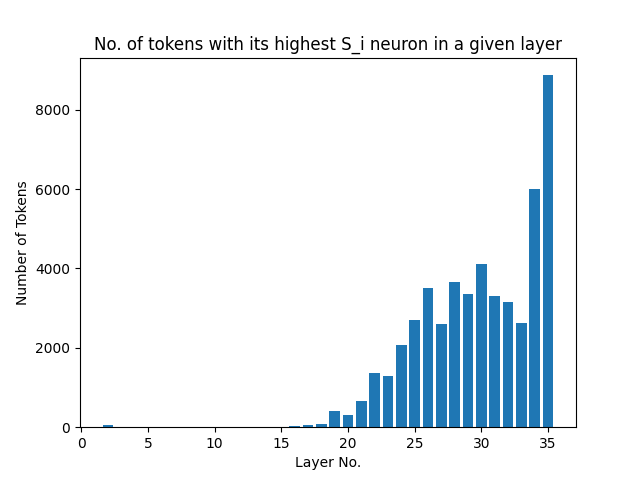 No. of tokens with its highest S_i neuron in a given layer
8000
6000
4000
2000
0
Number of Tokens
0 5 10 15 20 25 30 35
Layer No.